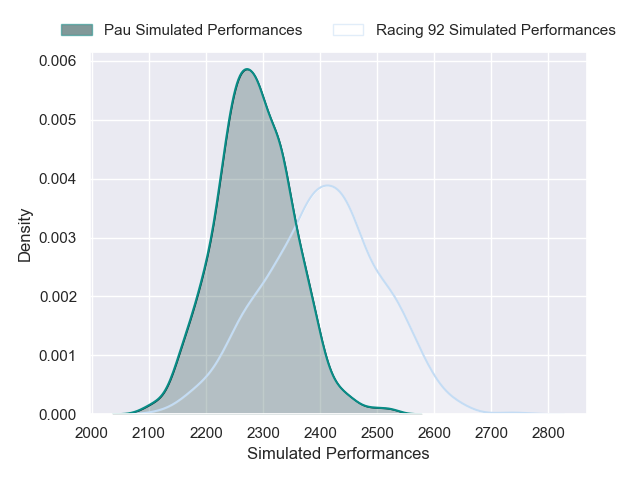 Pau Simulated Performances Racing 92 Simulated Performances
0.006
0.005
0.004
0.003
0.002
0.001
0.000
Density
2000 2100 2200 2300 2400 2500 2600 2700 2800
Simulated Performances